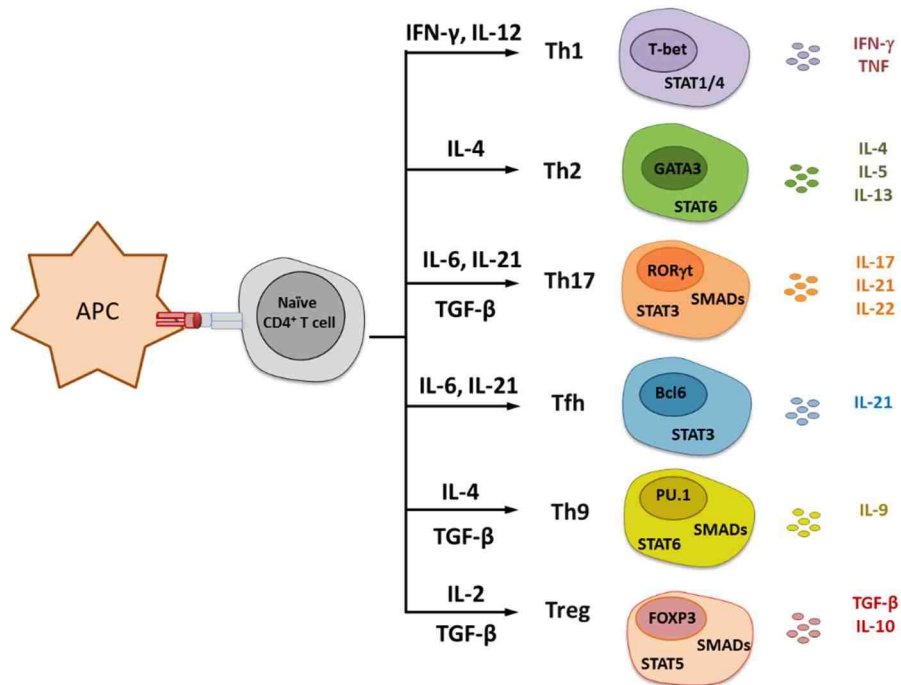 APC
Naïve
CD4⁺ T cell
IFN-γ, IL-12
Th1
T-bet
STAT1/4
IFN-γ
TNF
IL-4
Th2
GATA3
STAT6
IL-4
IL-5
IL-13
IL-6, IL-21
TGF-β
Th17
RORγt
STAT3
SMADs
IL-17
IL-21
IL-22
IL-6, IL-21
Tfh
Bcl6
STAT3
IL-21
IL-4
TGF-β
Th9
PU.1
SMADs
STAT6
IL-9
IL-2
TGF-β
Treg
FOXP3
SMADs
STAT5
TGF-β
IL-10